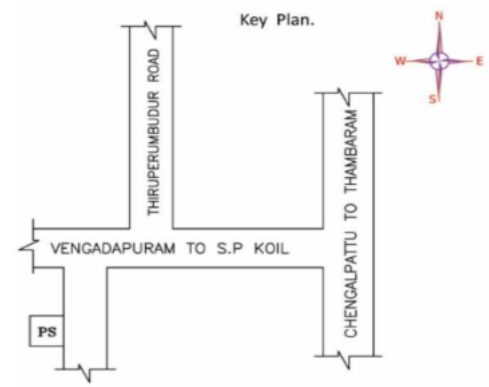 Key Plan.
N
W
E
S
THIRUPERUMBUDUR ROAD
CHENGALPATTU TO THAMBARAM
VENGADAPURAM TO S.P KOIL
PS